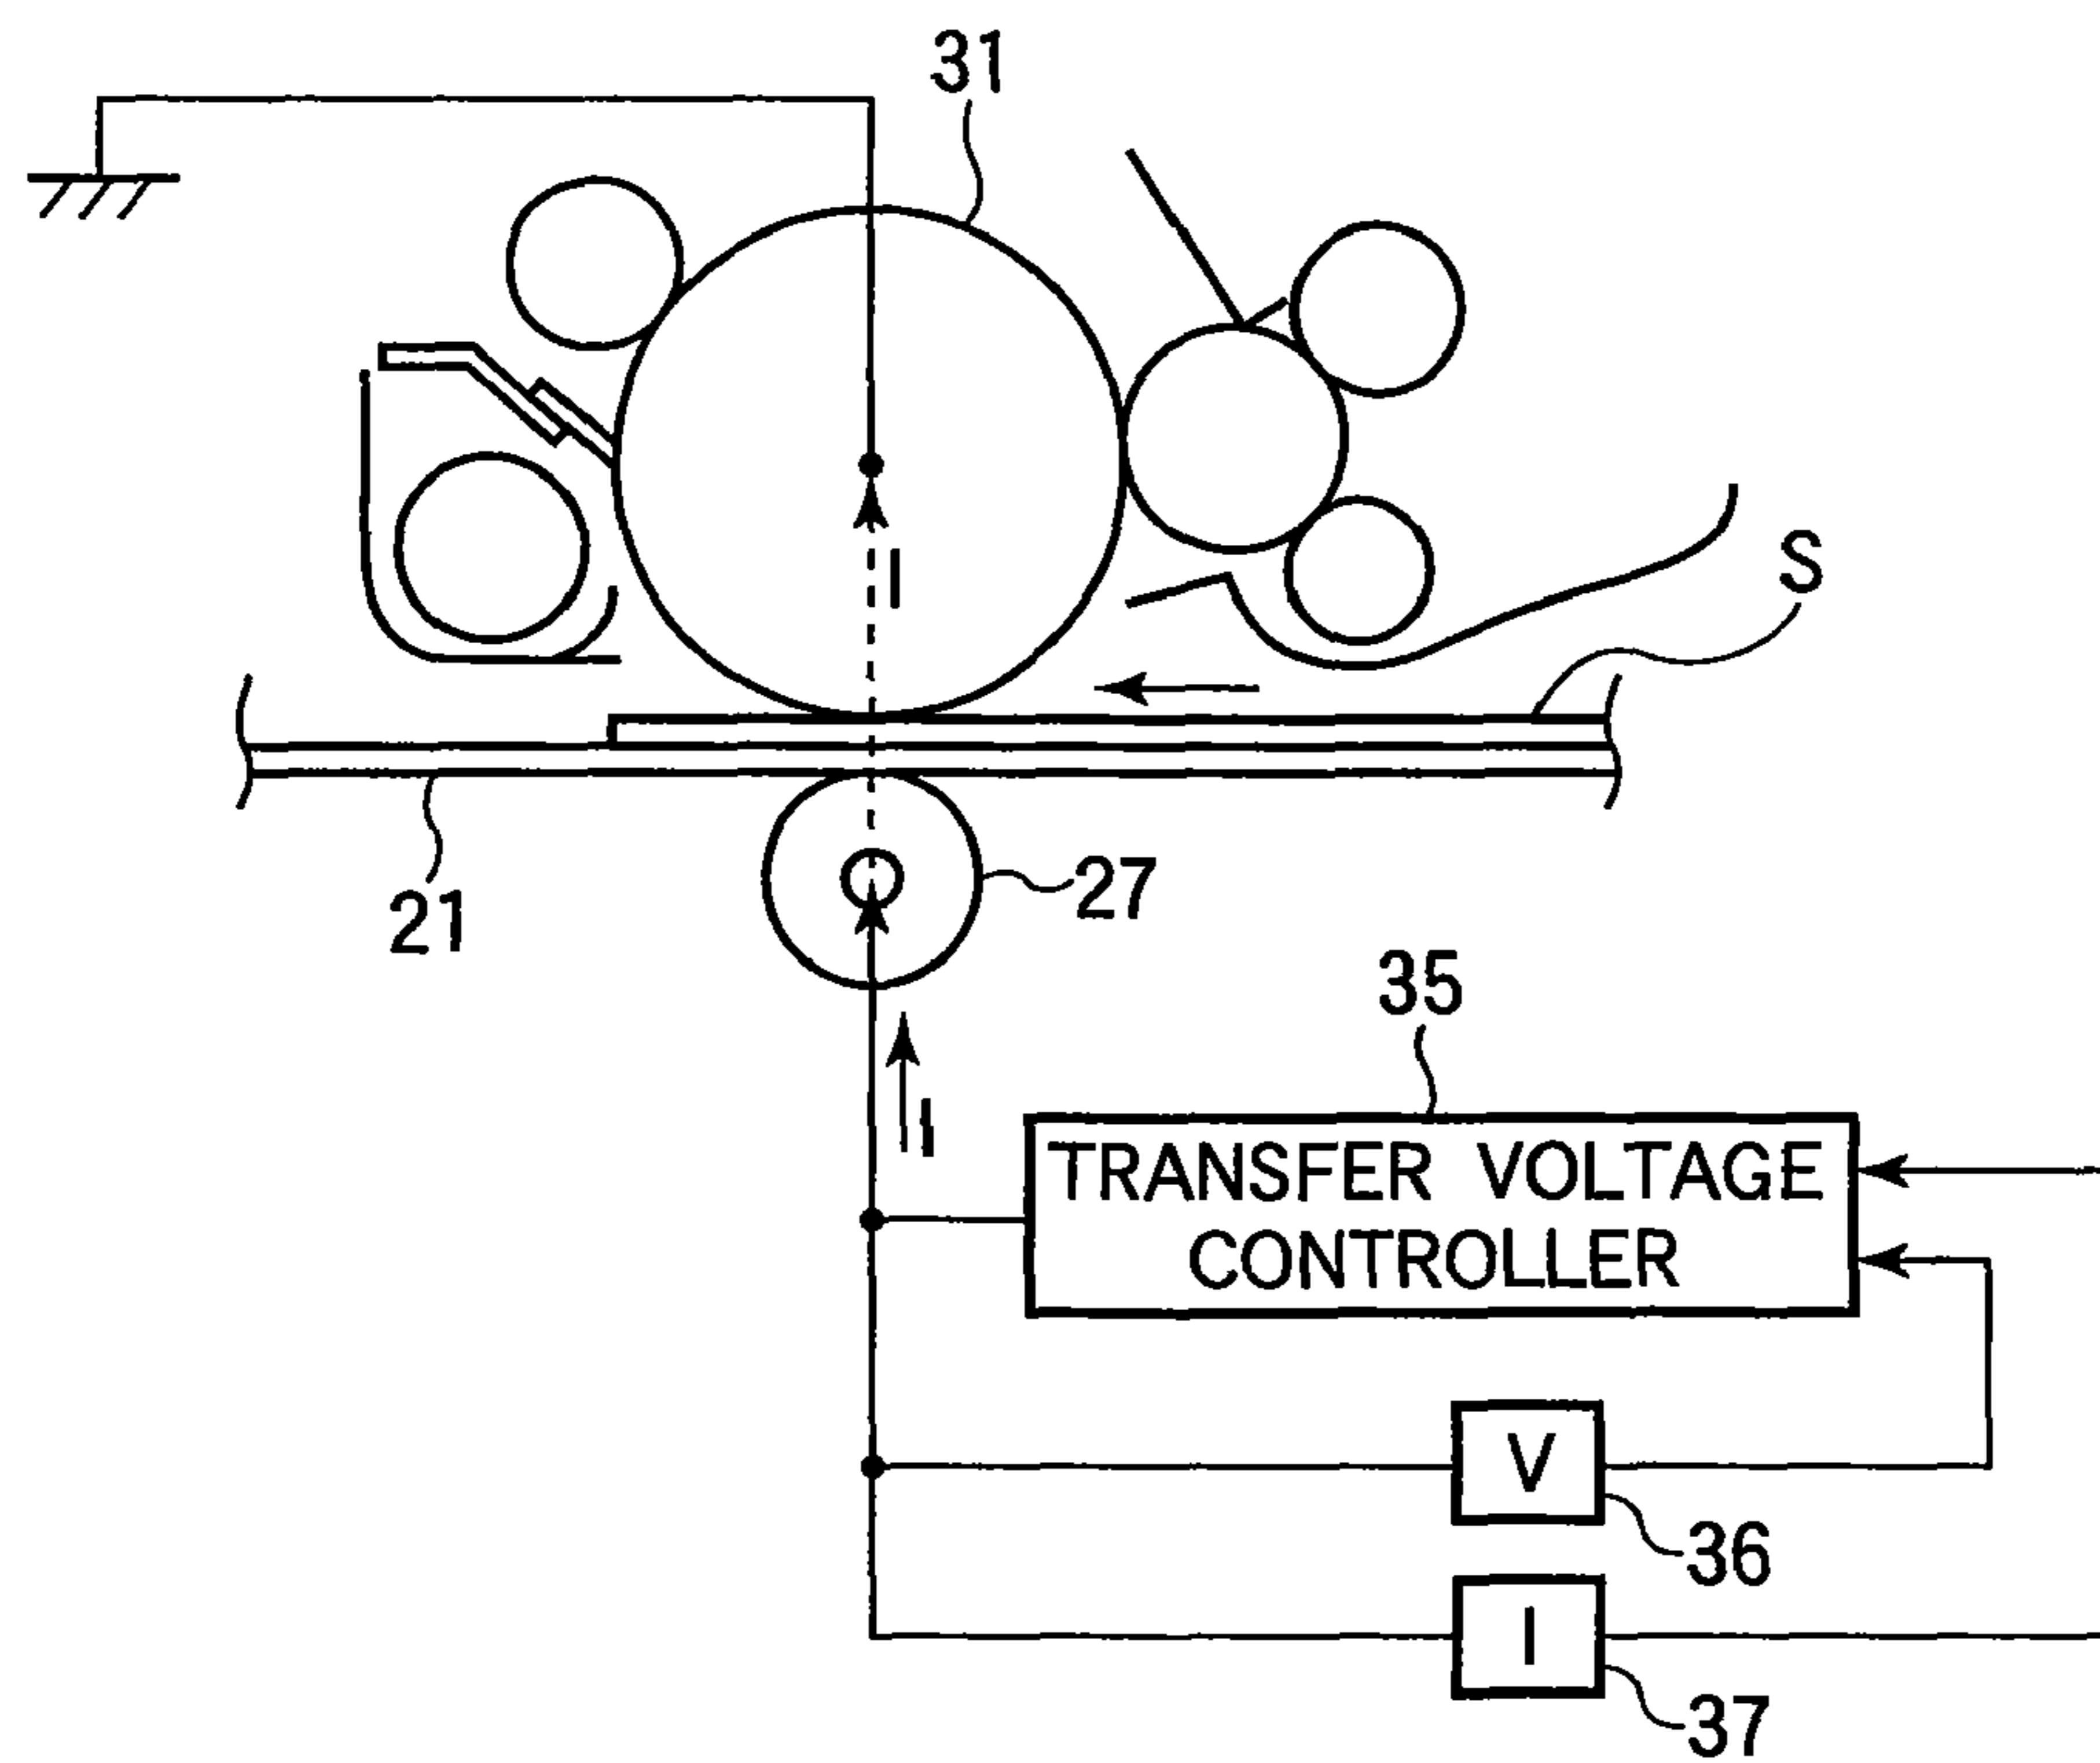 31
I
S
21
27
I
35
TRANSFER VOLTAGE
CONTROLLER
V
36
I
37